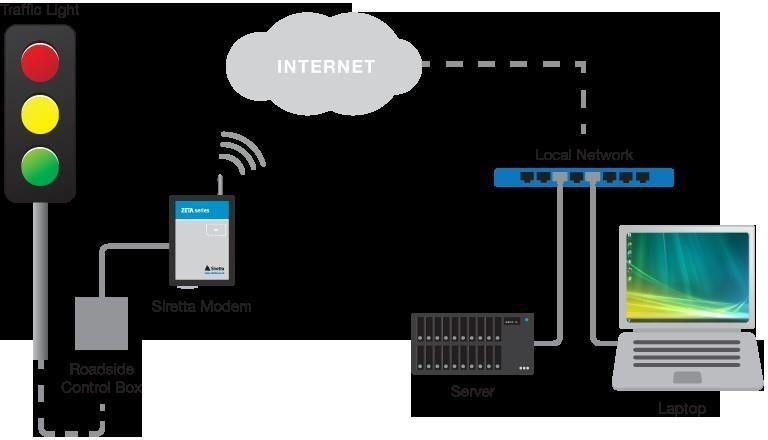 Traffic Light
INTERNET
Local Network
ZETA series
Siretta
Siretta Modem
Roadside
Control Box
Server
Laptop